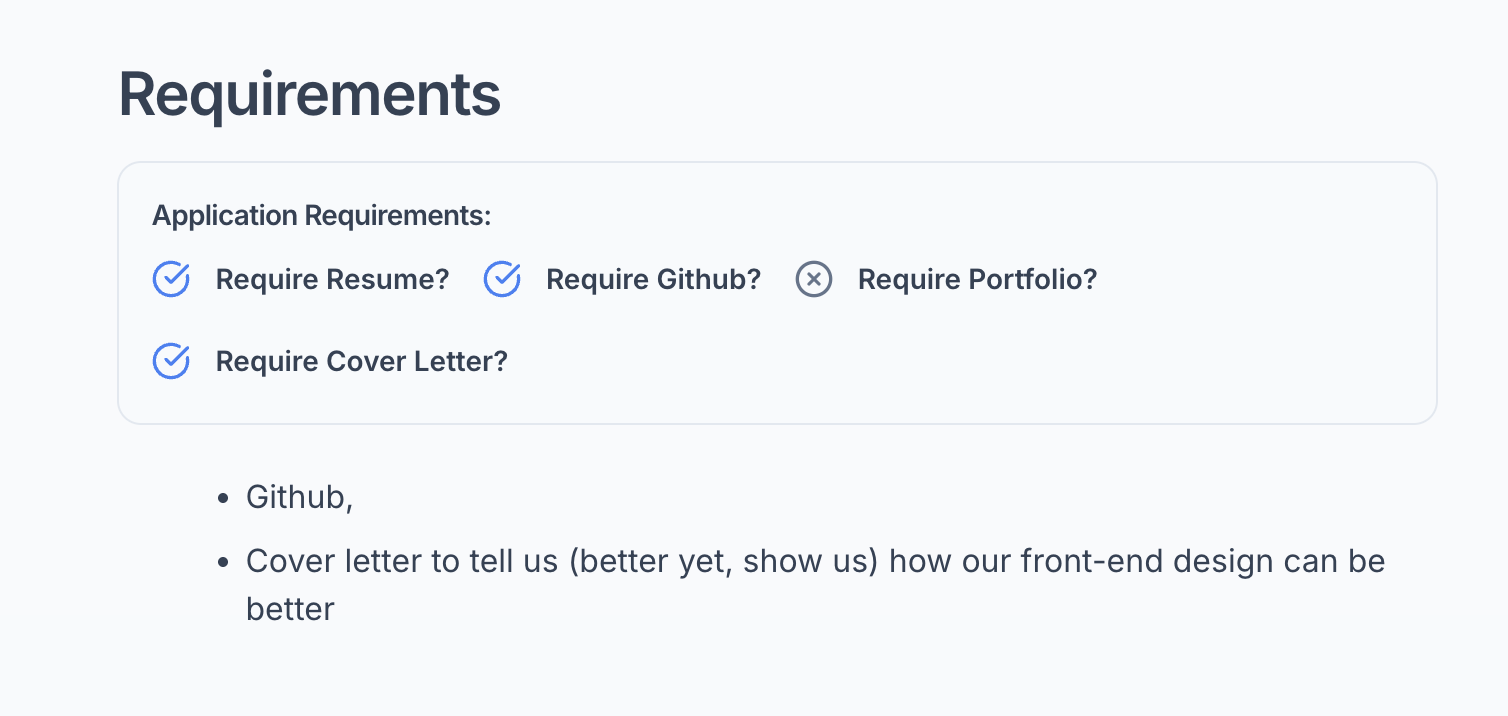 Requirements
Application Requirements:
Require Resume? Require Github? Require Portfolio?
Require Cover Letter?
• Github,
• Cover letter to tell us (better yet, show us) how our front-end design can be
better